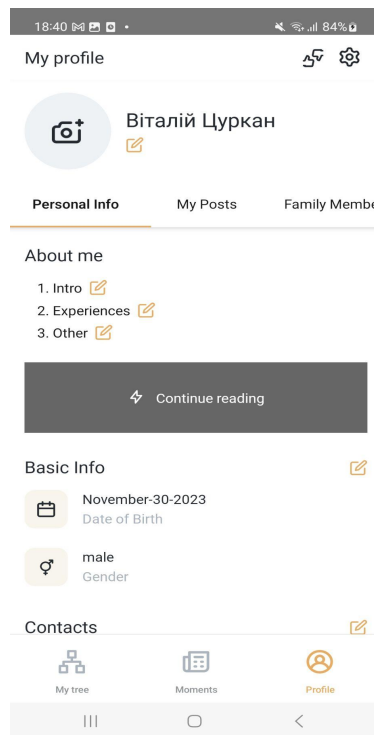 18:40
84%
My profile
Віталій Цуркан
Personal Info
My Posts
Family Membe
About me
1. Intro
2. Experiences
3. Other
Continue reading
Basic Info
November-30-2023
Date of Birth
male
Gender
Contacts
My tree
Moments
Profile